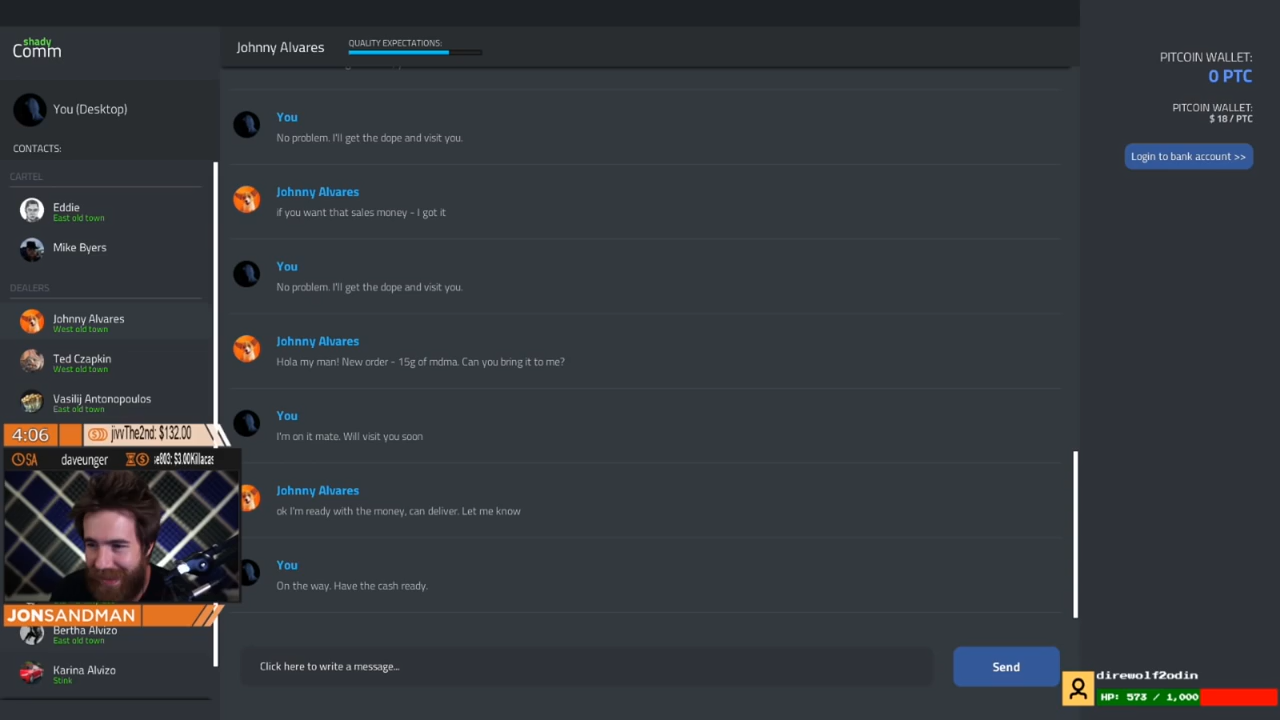 shady
Comm
You (Desktop)
CONTACTS:
CARTEL
Eddie
East old town
Mike Byers
DEALERS
Johnny Alvares
West old town
Ted Czapkin
West old town
Vasilij Antonopoulos
East old town
4:06
jivvThe2nd: $132.00
SA
daveunger
se803: $3.00Killacas
JONSANDMAN
Bertha Alvizo
East old town
Karina Alvizo
Stink
Johnny Alvares
QUALITY EXPECTATIONS:
You
No problem. I'll get the dope and visit you.
Johnny Alvares
if you want that sales money - I got it
You
No problem. I'll get the dope and visit you.
Johnny Alvares
Hola my man! New order - 15g of mdma. Can you bring it to me?
You
I'm on it mate. Will visit you soon
Johnny Alvares
ok I'm ready with the money, can deliver. Let me know
You
On the way. Have the cash ready.
Click here to write a message...
Send
PITCOIN WALLET:
0 PTC
PITCOIN WALLET:
$ 18 / PTC
Login to bank account >>
direwolf2odin
HP: 573 / 1,000